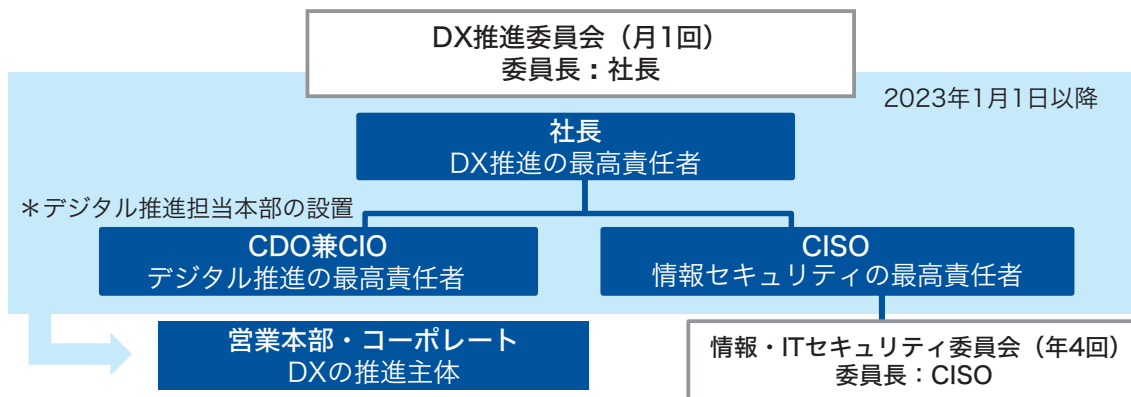 DX推進委員会（月1回）
委員長：社長
2023年1月1日以降
社長
DX推進の最高責任者
＊デジタル推進担当本部の設置
CDO兼CIO
デジタル推進の最高責任者
CISO
情報セキュリティの最高責任者
営業本部・コーポレート
DXの推進主体
情報・ITセキュリティ委員会（年4回）
委員長：CISO